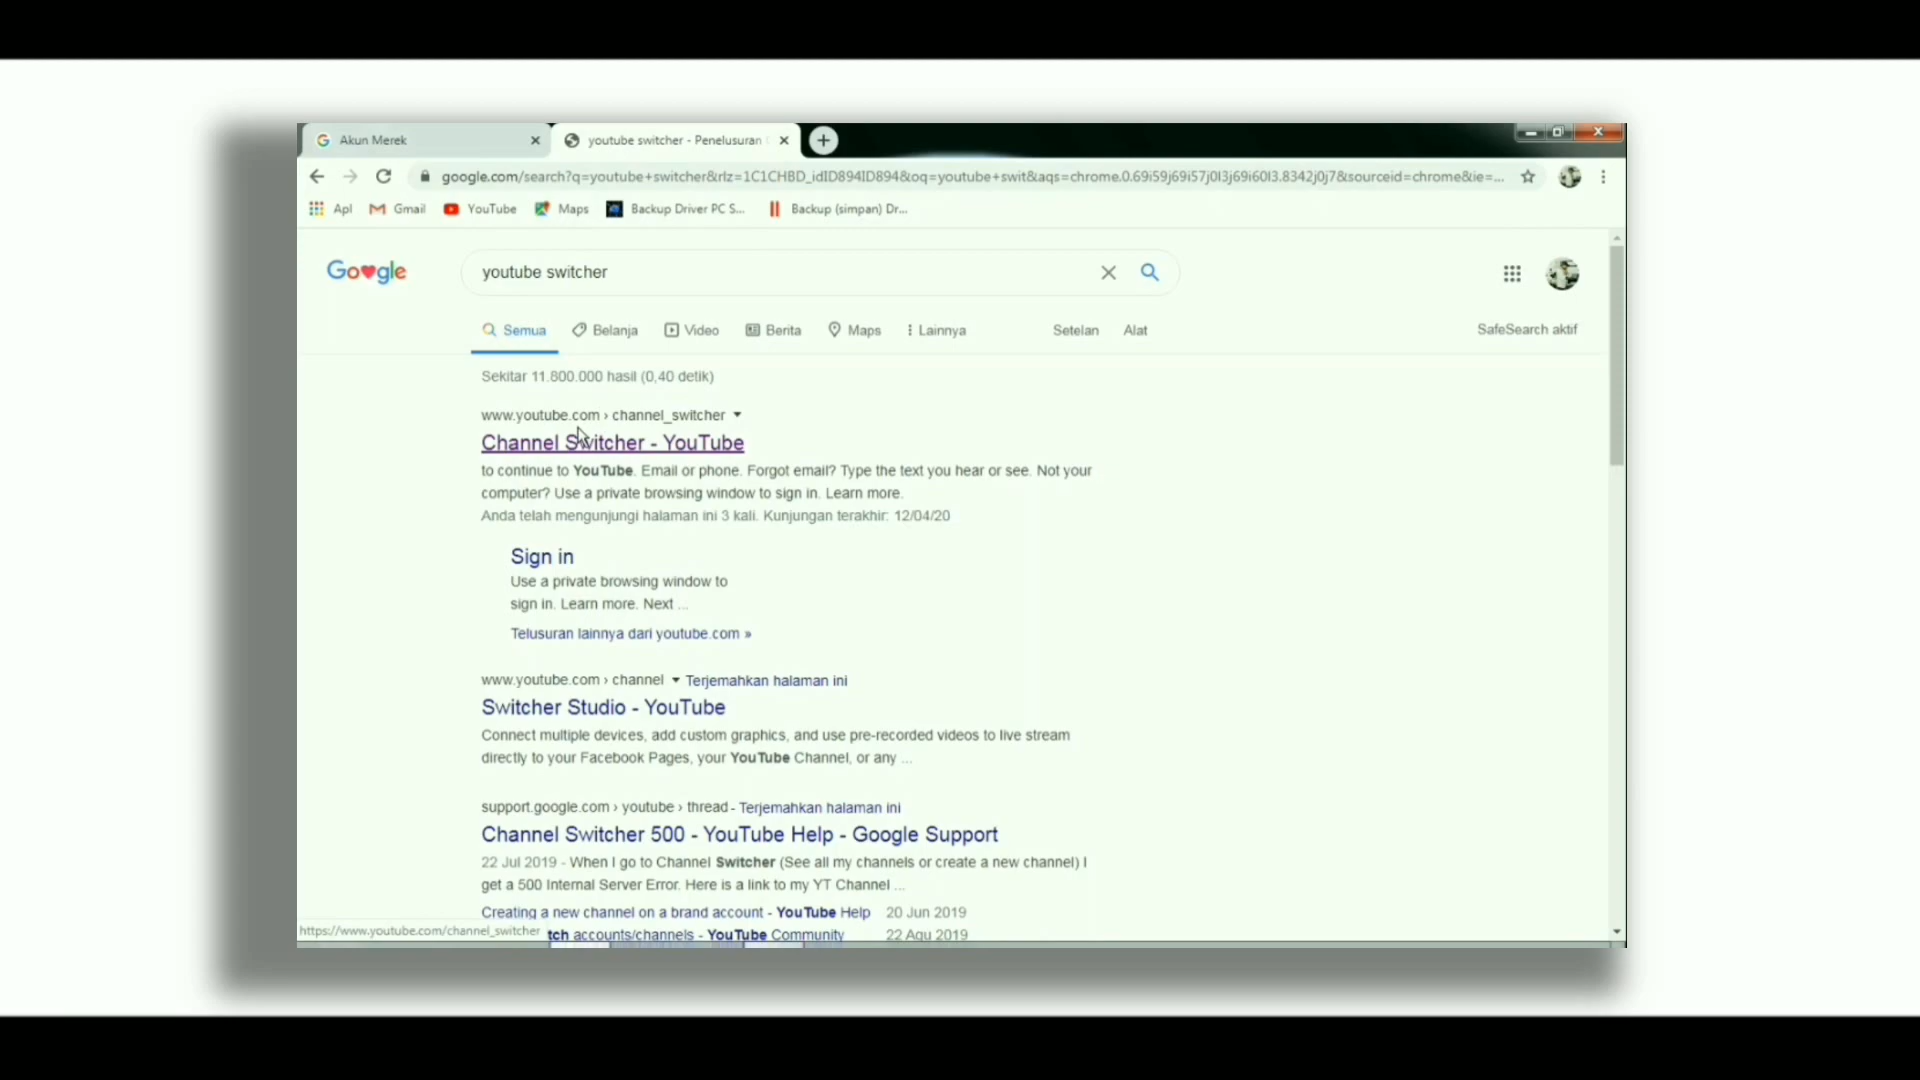 Akun Merek
youtube switcher - Penelusuran
google.com/search?q=youtube+switcher&rlz=1C1CHBD_idID894ID894&oq=youtube+swit&aqs=chrome.0.69i59j69i57j0l3j69i60l3.8342j0j7&sourceid=chrome&ie=...
Apl Gmail YouTube Maps Backup Driver PC S... Backup (simpan) Dr...
Google
youtube switcher
Semua Belanja Video Berita Maps Lainnya Setelan Alat SafeSearch aktif
Sekitar 11.800.000 hasil (0,40 detik)
www.youtube.com › channel_switcher
Channel Switcher - YouTube
to continue to YouTube. Email or phone. Forgot email? Type the text you hear or see. Not your
computer? Use a private browsing window to sign in. Learn more.
Anda telah mengunjungi halaman ini 3 kali. Kunjungan terakhir: 12/04/20
Sign in
Use a private browsing window to
sign in. Learn more. Next ...
Telusuran lainnya dari youtube.com »
www.youtube.com › channel Terjemahkan halaman ini
Switcher Studio - YouTube
Connect multiple devices, add custom graphics, and use pre-recorded videos to live stream
directly to your Facebook Pages, your YouTube Channel, or any ...
support.google.com › youtube › thread - Terjemahkan halaman ini
Channel Switcher 500 - YouTube Help - Google Support
22 Jul 2019 - When I go to Channel Switcher (See all my channels or create a new channel) I
get a 500 Internal Server Error. Here is a link to my YT Channel ...
Creating a new channel on a brand account - YouTube Help 20 Jun 2019
https://www.youtube.com/channel_switcher tch accounts/channels - YouTube Community 22 Agu 2019